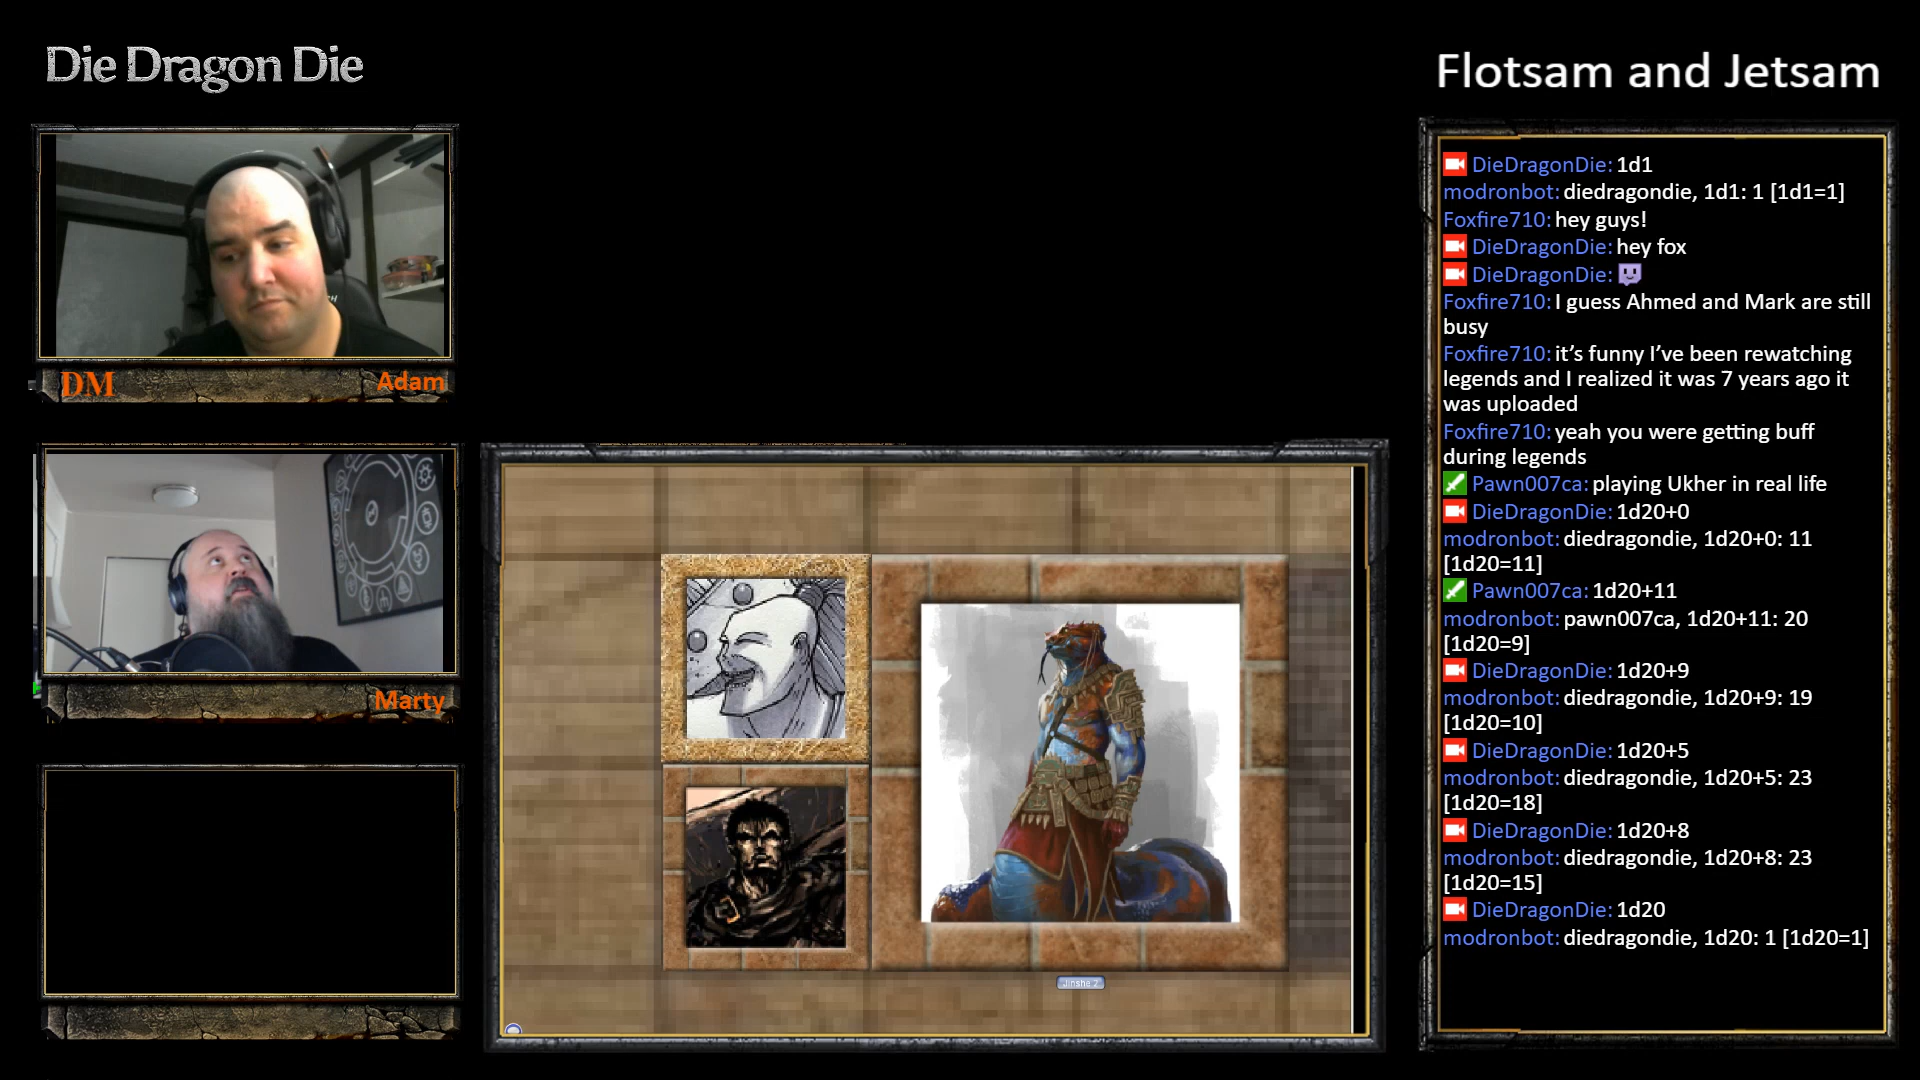 Die Dragon Die
Flotsam and Jetsam
DM
Adam
Marty
Jinshe 2
DieDragonDie: 1d1
modronbot: diedragondie, 1d1: 1 [1d1=1]
Foxfire710: hey guys!
DieDragonDie: hey fox
DieDragonDie:
Foxfire710: I guess Ahmed and Mark are still
busy
Foxfire710: it's funny I've been rewatching
legends and I realized it was 7 years ago it
was uploaded
Foxfire710: yeah you were getting buff
during legends
Pawn007ca: playing Ukher in real life
DieDragonDie: 1d20+0
modronbot: diedragondie, 1d20+0: 11
[1d20=11]
Pawn007ca: 1d20+11
modronbot: pawn007ca, 1d20+11: 20
[1d20=9]
DieDragonDie: 1d20+9
modronbot: diedragondie, 1d20+9: 19
[1d20=10]
DieDragonDie: 1d20+5
modronbot: diedragondie, 1d20+5: 23
[1d20=18]
DieDragonDie: 1d20+8
modronbot: diedragondie, 1d20+8: 23
[1d20=15]
DieDragonDie: 1d20
modronbot: diedragondie, 1d20: 1 [1d20=1]